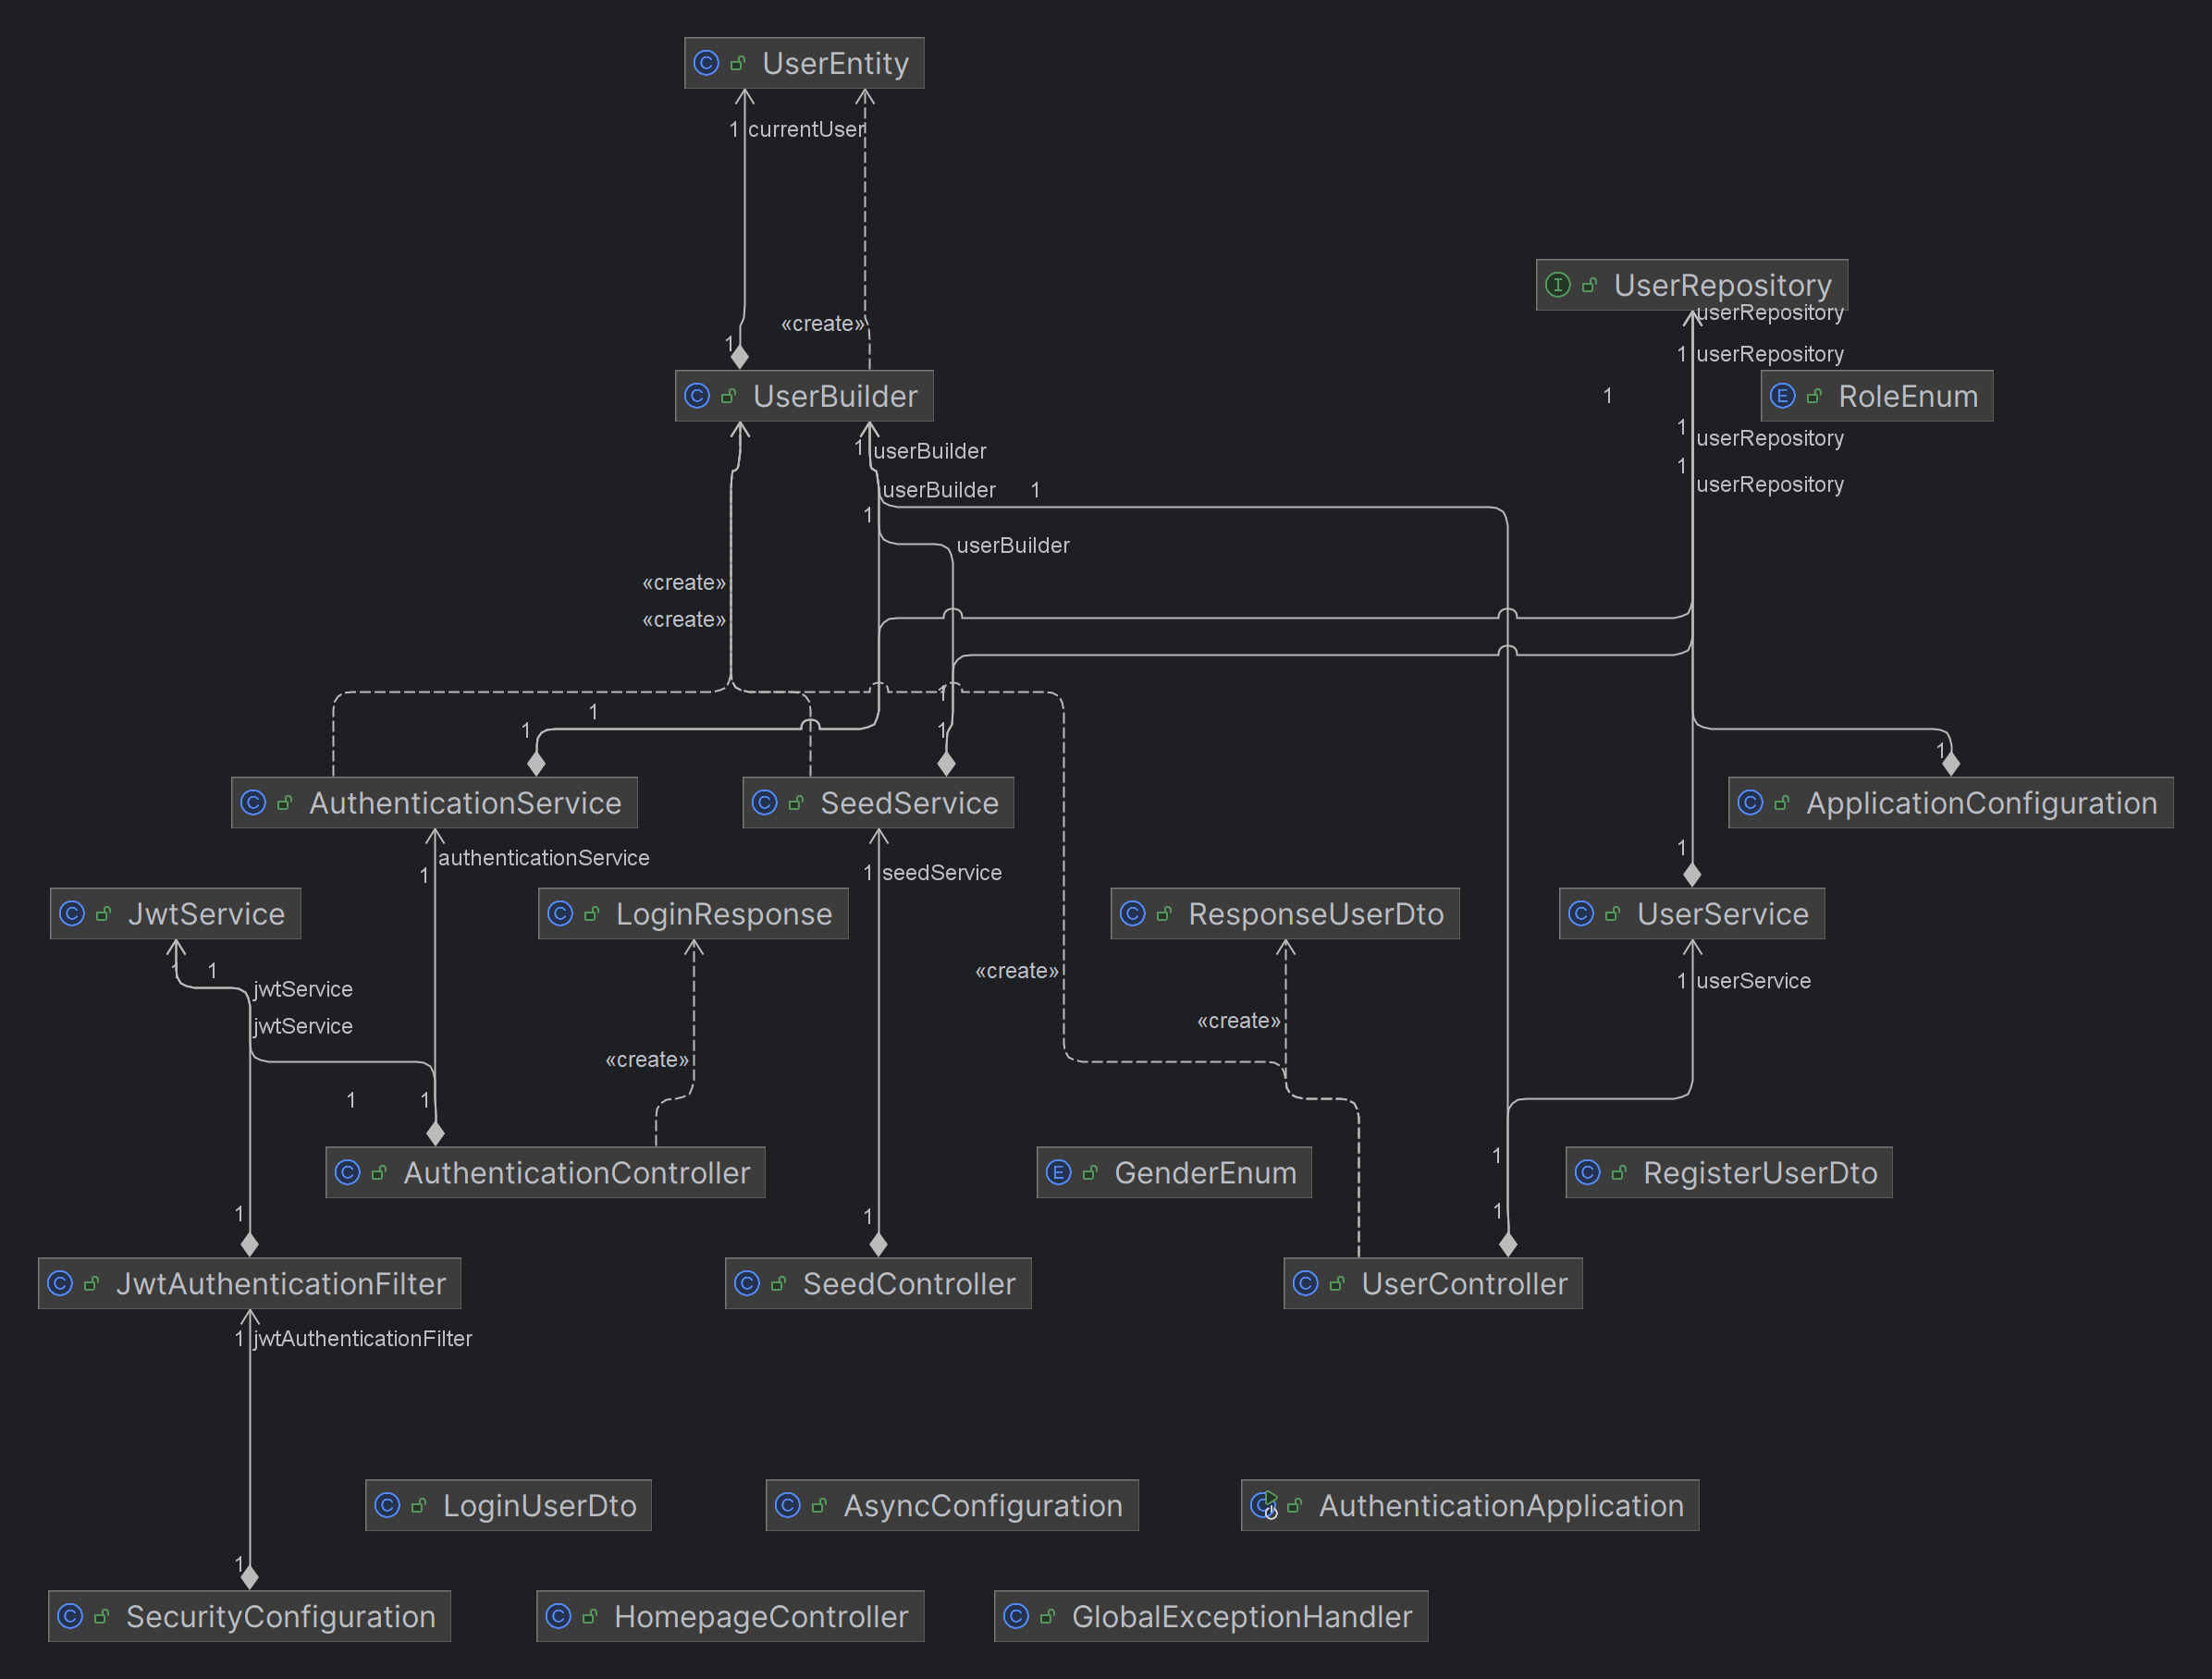 UserEntity
1 currentUser
UserRepository
userRepository
«create»
1
1 userRepository
UserBuilder
1
RoleEnum
1 userRepository
1 userBuilder
1
userRepository
userBuilder 1
1
userBuilder
«create»
«create»
1
1
1
1
1
AuthenticationService
SeedService
ApplicationConfiguration
1
authenticationService
1
1 seedService
JwtService
LoginResponse
ResponseUserDto
UserService
1 1
«create»
1 userService
jwtService
jwtService
«create»
«create»
1 1
1
AuthenticationController
GenderEnum
RegisterUserDto
1
1
1
JwtAuthenticationFilter
SeedController
UserController
1 jwtAuthenticationFilter
LoginUserDto
AsyncConfiguration
AuthenticationApplication
1
SecurityConfiguration
HomepageController
GlobalExceptionHandler